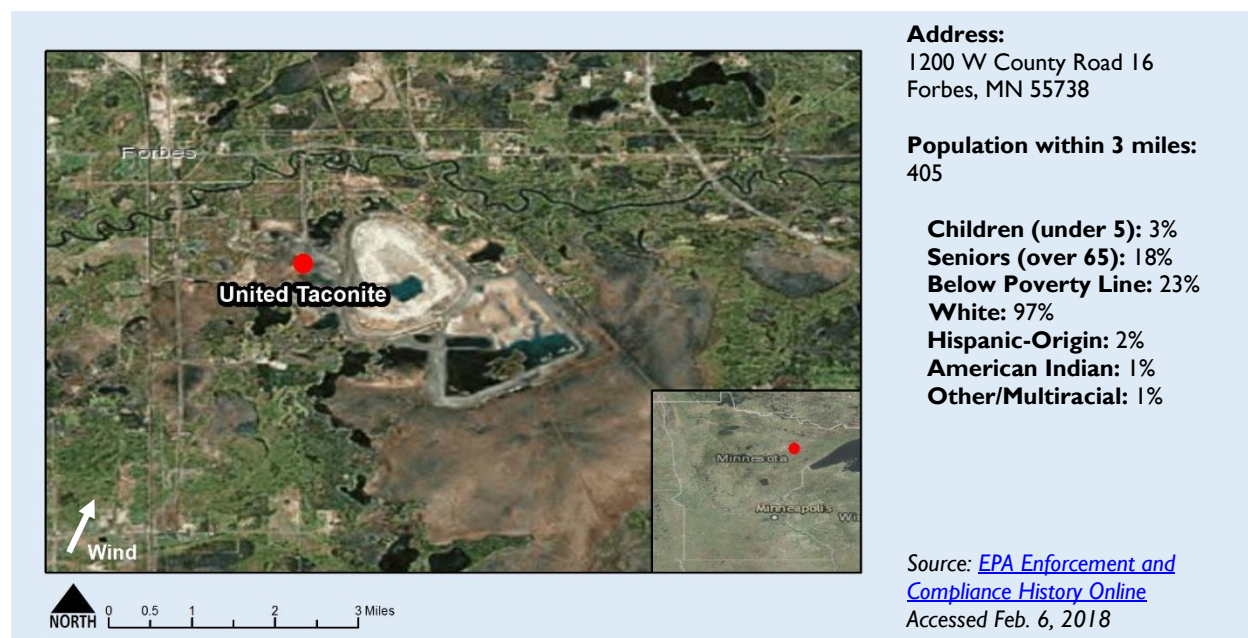 Forbes
United Taconite
Wind
Minnesota
Minneapolis
Wi
NORTH
0 0.5 1 2 3 Miles
Address:
1200 W County Road 16
Forbes, MN 55738
Population within 3 miles:
405
Children (under 5): 3%
Seniors (over 65): 18%
Below Poverty Line: 23%
White: 97%
Hispanic-Origin: 2%
American Indian: 1%
Other/Multiracial: 1%
Source: EPA Enforcement and
Compliance History Online
Accessed Feb. 6, 2018